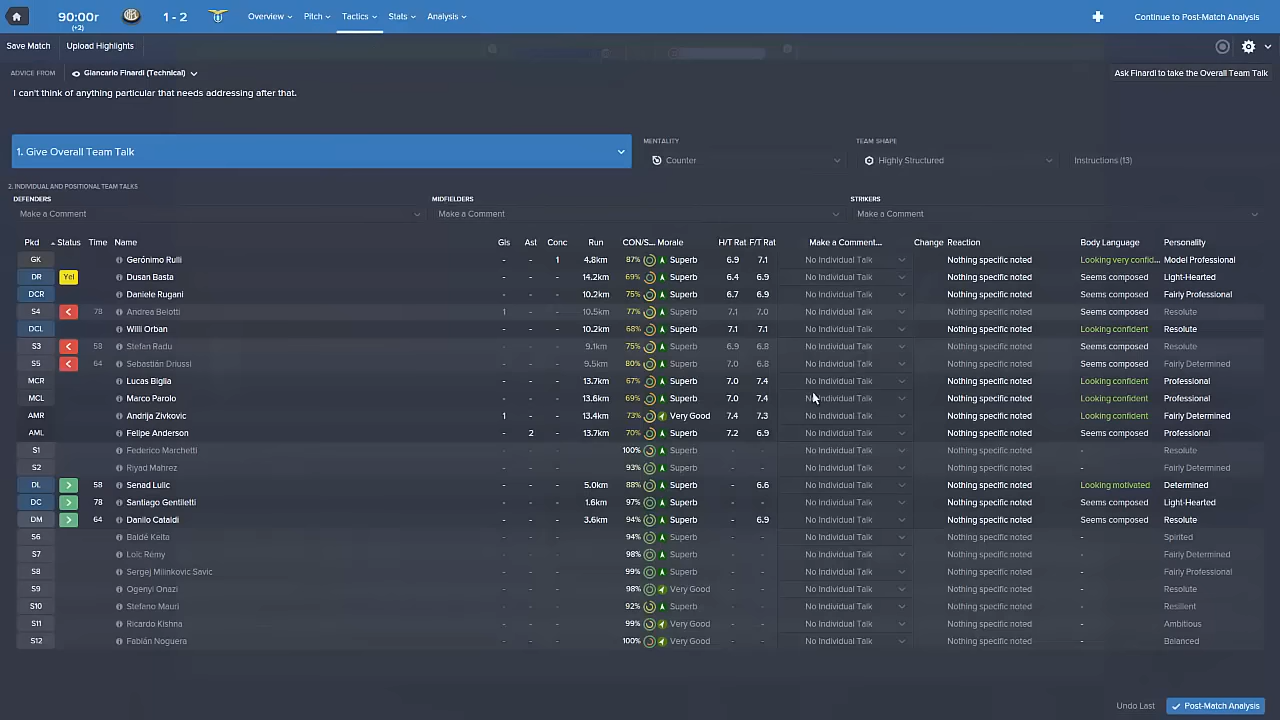 90:00r
(+2)
1 - 2
Overview Pitch Tactics Stats Analysis
Continue to Post-Match Analysis
Save Match Upload Highlights
ADVICE FROM Giancarlo Finardi (Technical)
Ask Finardi to take the Overall Team Talk
I can't think of anything particular that needs addressing after that.
1. Give Overall Team Talk
MENTALITY TEAM SHAPE
Counter Highly Structured Instructions (13)
2. INDIVIDUAL AND POSITIONAL TEAM TALKS
DEFENDERS MIDFIELDERS STRIKERS
Make a Comment Make a Comment Make a Comment
Pkd Status Time Name Gls Ast Conc Run CON/S... Morale H/T Rat F/T Rat Make a Comment... Change Reaction Body Language Personality
GK Gerónimo Rulli - - 1 4.8km 87% Superb 6.9 7.1 No Individual Talk Nothing specific noted Looking very confid... Model Professional
DR Yel Dusan Basta - - - 14.2km 69% Superb 6.4 6.9 No Individual Talk Nothing specific noted Seems composed Light-Hearted
DCR Daniele Rugani - - - 10.2km 75% Superb 6.7 6.9 No Individual Talk Nothing specific noted Seems composed Fairly Professional
S4 78 Andrea Belotti 1 - - 10.5km 77% Superb 7.1 7.0 No Individual Talk Nothing specific noted Seems composed Resolute
DCL Willi Orban - - - 10.2km 68% Superb 7.1 7.1 No Individual Talk Nothing specific noted Looking confident Resolute
S3 58 Stefan Radu - - - 9.1km 75% Superb 6.9 6.8 No Individual Talk Nothing specific noted Seems composed Resolute
S5 64 Sebastián Driussi - - - 9.5km 80% Superb 7.0 6.8 No Individual Talk Nothing specific noted Seems composed Fairly Determined
MCR Lucas Biglia - - - 13.7km 67% Superb 7.0 7.4 No Individual Talk Nothing specific noted Looking confident Professional
MCL Marco Parolo - - - 13.6km 69% Superb 7.0 7.4 No Individual Talk Nothing specific noted Looking confident Professional
AMR Andrija Zivkovic 1 - - 13.4km 73% Very Good 7.4 7.3 No Individual Talk Nothing specific noted Looking confident Fairly Determined
AML Felipe Anderson - 2 - 13.7km 70% Superb 7.2 6.9 No Individual Talk Nothing specific noted Seems composed Professional
S1 Federico Marchetti 100% Superb - - No Individual Talk Nothing specific noted - Resolute
S2 Riyad Mahrez 93% Superb - - No Individual Talk Nothing specific noted - Fairly Determined
DL 58 Senad Lulic - - - 5.0km 88% Superb - 6.6 No Individual Talk Nothing specific noted Looking motivated Determined
DC 78 Santiago Gentiletti - - - 1.6km 97% Superb - - No Individual Talk Nothing specific noted Seems composed Light-Hearted
DM 64 Danilo Cataldi - - - 3.6km 94% Superb - 6.9 No Individual Talk Nothing specific noted Seems composed Resolute
S6 Baldé Keita 94% Superb - - No Individual Talk Nothing specific noted - Spirited
S7 Loïc Rémy 98% Superb - - No Individual Talk Nothing specific noted - Fairly Determined
S8 Sergej Milinkovic Savic 99% Superb - - No Individual Talk Nothing specific noted - Fairly Professional
S9 Ogenyi Onazi 98% Very Good - - No Individual Talk Nothing specific noted - Resolute
S10 Stefano Mauri 92% Superb - - No Individual Talk Nothing specific noted - Resilient
S11 Ricardo Kishna 99% Very Good - - No Individual Talk Nothing specific noted - Ambitious
S12 Fabián Noguera 100% Very Good - - No Individual Talk Nothing specific noted - Balanced
Undo Last Post-Match Analysis